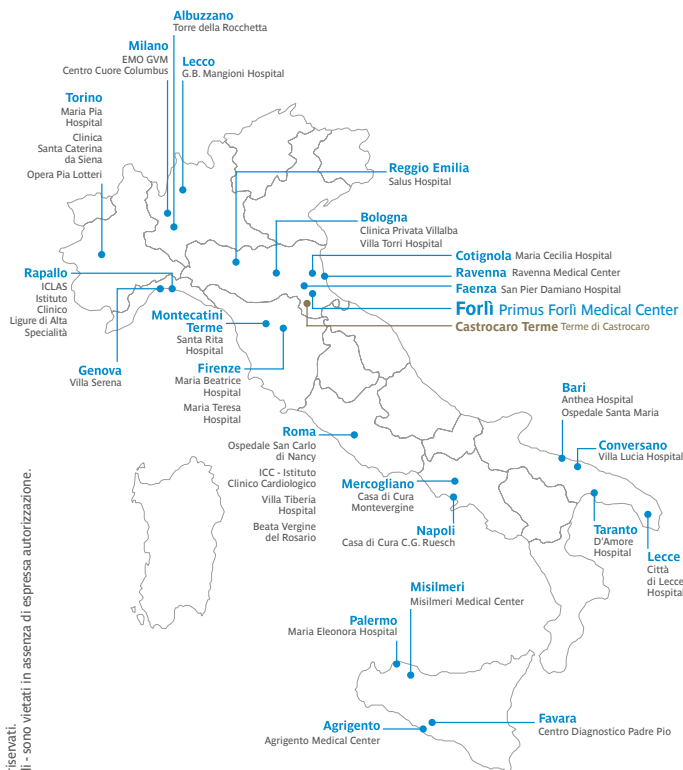 Albuzzano
Torre della Rocchetta
Milano
EMO GVM
Centro Cuore Columbus
Lecco
G.B. Mangioni Hospital
Torino
Maria Pia
Hospital
Clinica
Santa Caterina
da Siena
Opera Pia Lotteri
Reggio Emilia
Salus Hospital
Bologna
Clinica Privata Villalba
Villa Torri Hospital
Cotignola Maria Cecilia Hospital
Ravenna Ravenna Medical Center
Faenza San Pier Damiano Hospital
Forlì Primus Forlì Medical Center
Castrocaro Terme Terme di Castrocaro
Rapallo
ICLAS
Istituto
Clinico
Ligure di Alta
Specialità
Montecatini
Terme
Santa Rita
Hospital
Genova
Villa Serena
Firenze
Maria Beatrice
Hospital
Maria Teresa
Hospital
Bari
Anthea Hospital
Ospedale Santa Maria
Roma
Ospedale San Carlo
di Nancy
ICC - Istituto
Clinico Cardiologico
Villa Tiberia
Hospital
Beata Vergine
del Rosario
Conversano
Villa Lucia Hospital
Mercogliano
Casa di Cura
Montevergine
Napoli
Casa di Cura C.G. Ruesch
Taranto
D'Amore
Hospital
Lecce
Città
di Lecce
Hospital
Misilmeri
Misilmeri Medical Center
Palermo
Maria Eleonora Hospital
Agrigento
Agrigento Medical Center
Favara
Centro Diagnostico Padre Pio
- sono vietati in assenza di espressa autorizzazione.